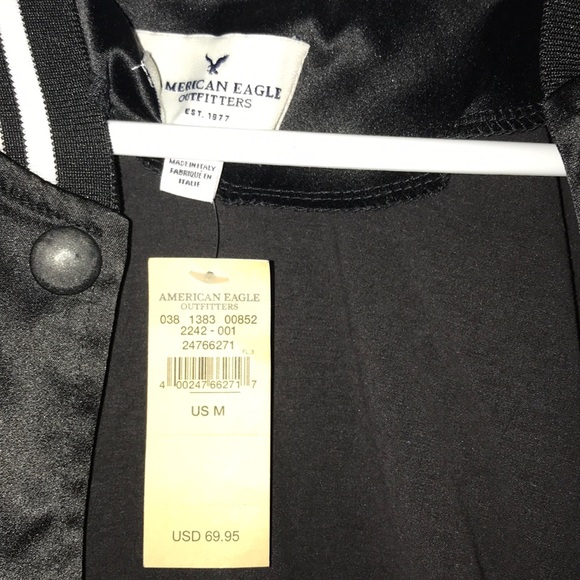 AMERICAN EAGLE
OUTFITTERS
EST. 1977
MADE IN ITALY
FABRIQUE EN
ITALIE
AMERICAN EAGLE
OUTFITTERS
038 1383 00852
2242 - 001
24766271
4 00247 66271 7
US M
USD 69.95